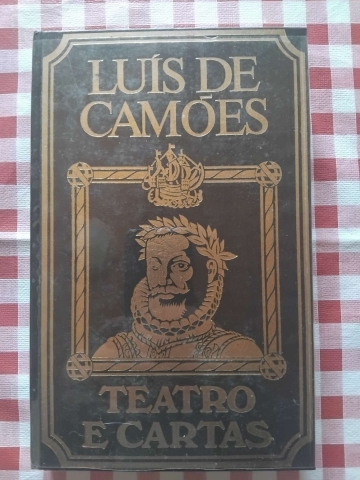 LUÍS DE
CAMÕES
TEATRO
E CARTAS